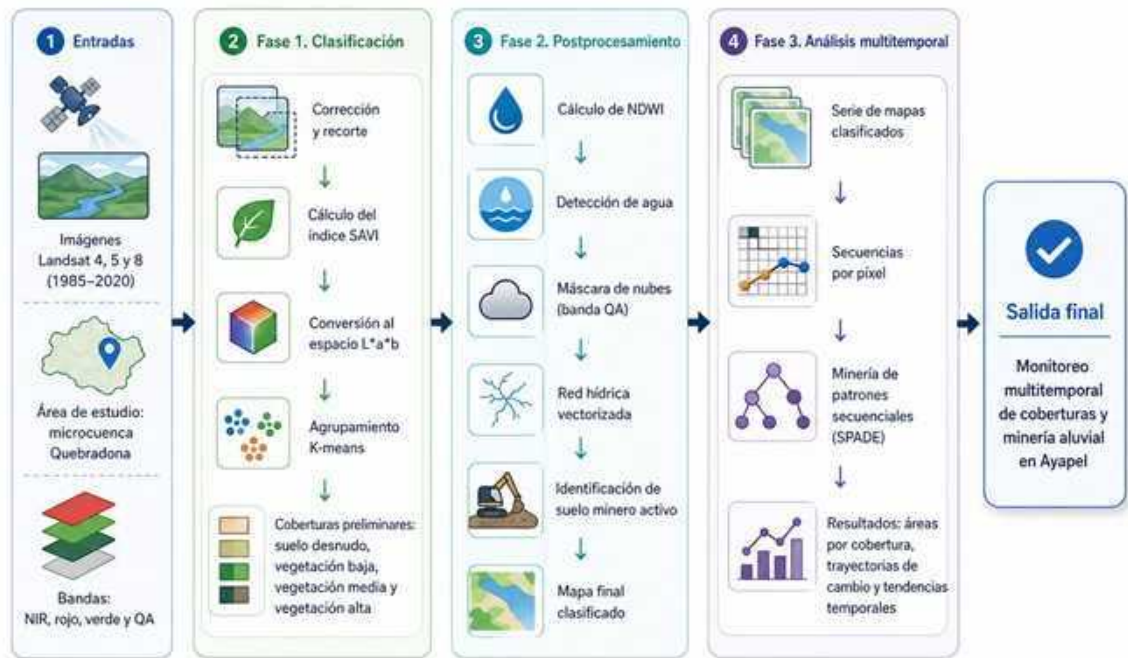 1 Entradas
Imágenes
Landsat 4, 5 y 8
(1985–2020)
Área de estudio:
microcuenca
Quebradona
Bandas:
NIR, rojo, verde y QA
2 Fase 1. Clasificación
Corrección
y recorte
Cálculo del
índice SAVI
Conversión al
espacio L*a*b
Agrupamiento
K-means
Coberturas preliminares:
suelo desnudo,
vegetación baja,
vegetación media y
vegetación alta
3 Fase 2. Postprocesamiento
Cálculo de NDWI
Detección de agua
Máscara de nubes
(banda QA)
Red hídrica
vectorizada
Identificación de
suelo minero activo
Mapa final
clasificado
4 Fase 3. Análisis multitemporal
Serie de mapas
clasificados
Secuencias
por píxel
Minería de
patrones
secuenciales
(SPADE)
Resultados: áreas
por cobertura,
trayectorias de
cambio y tendencias
temporales
Salida final
Monitoreo
multitemporal
de coberturas y
minería aluvial
en Ayapel